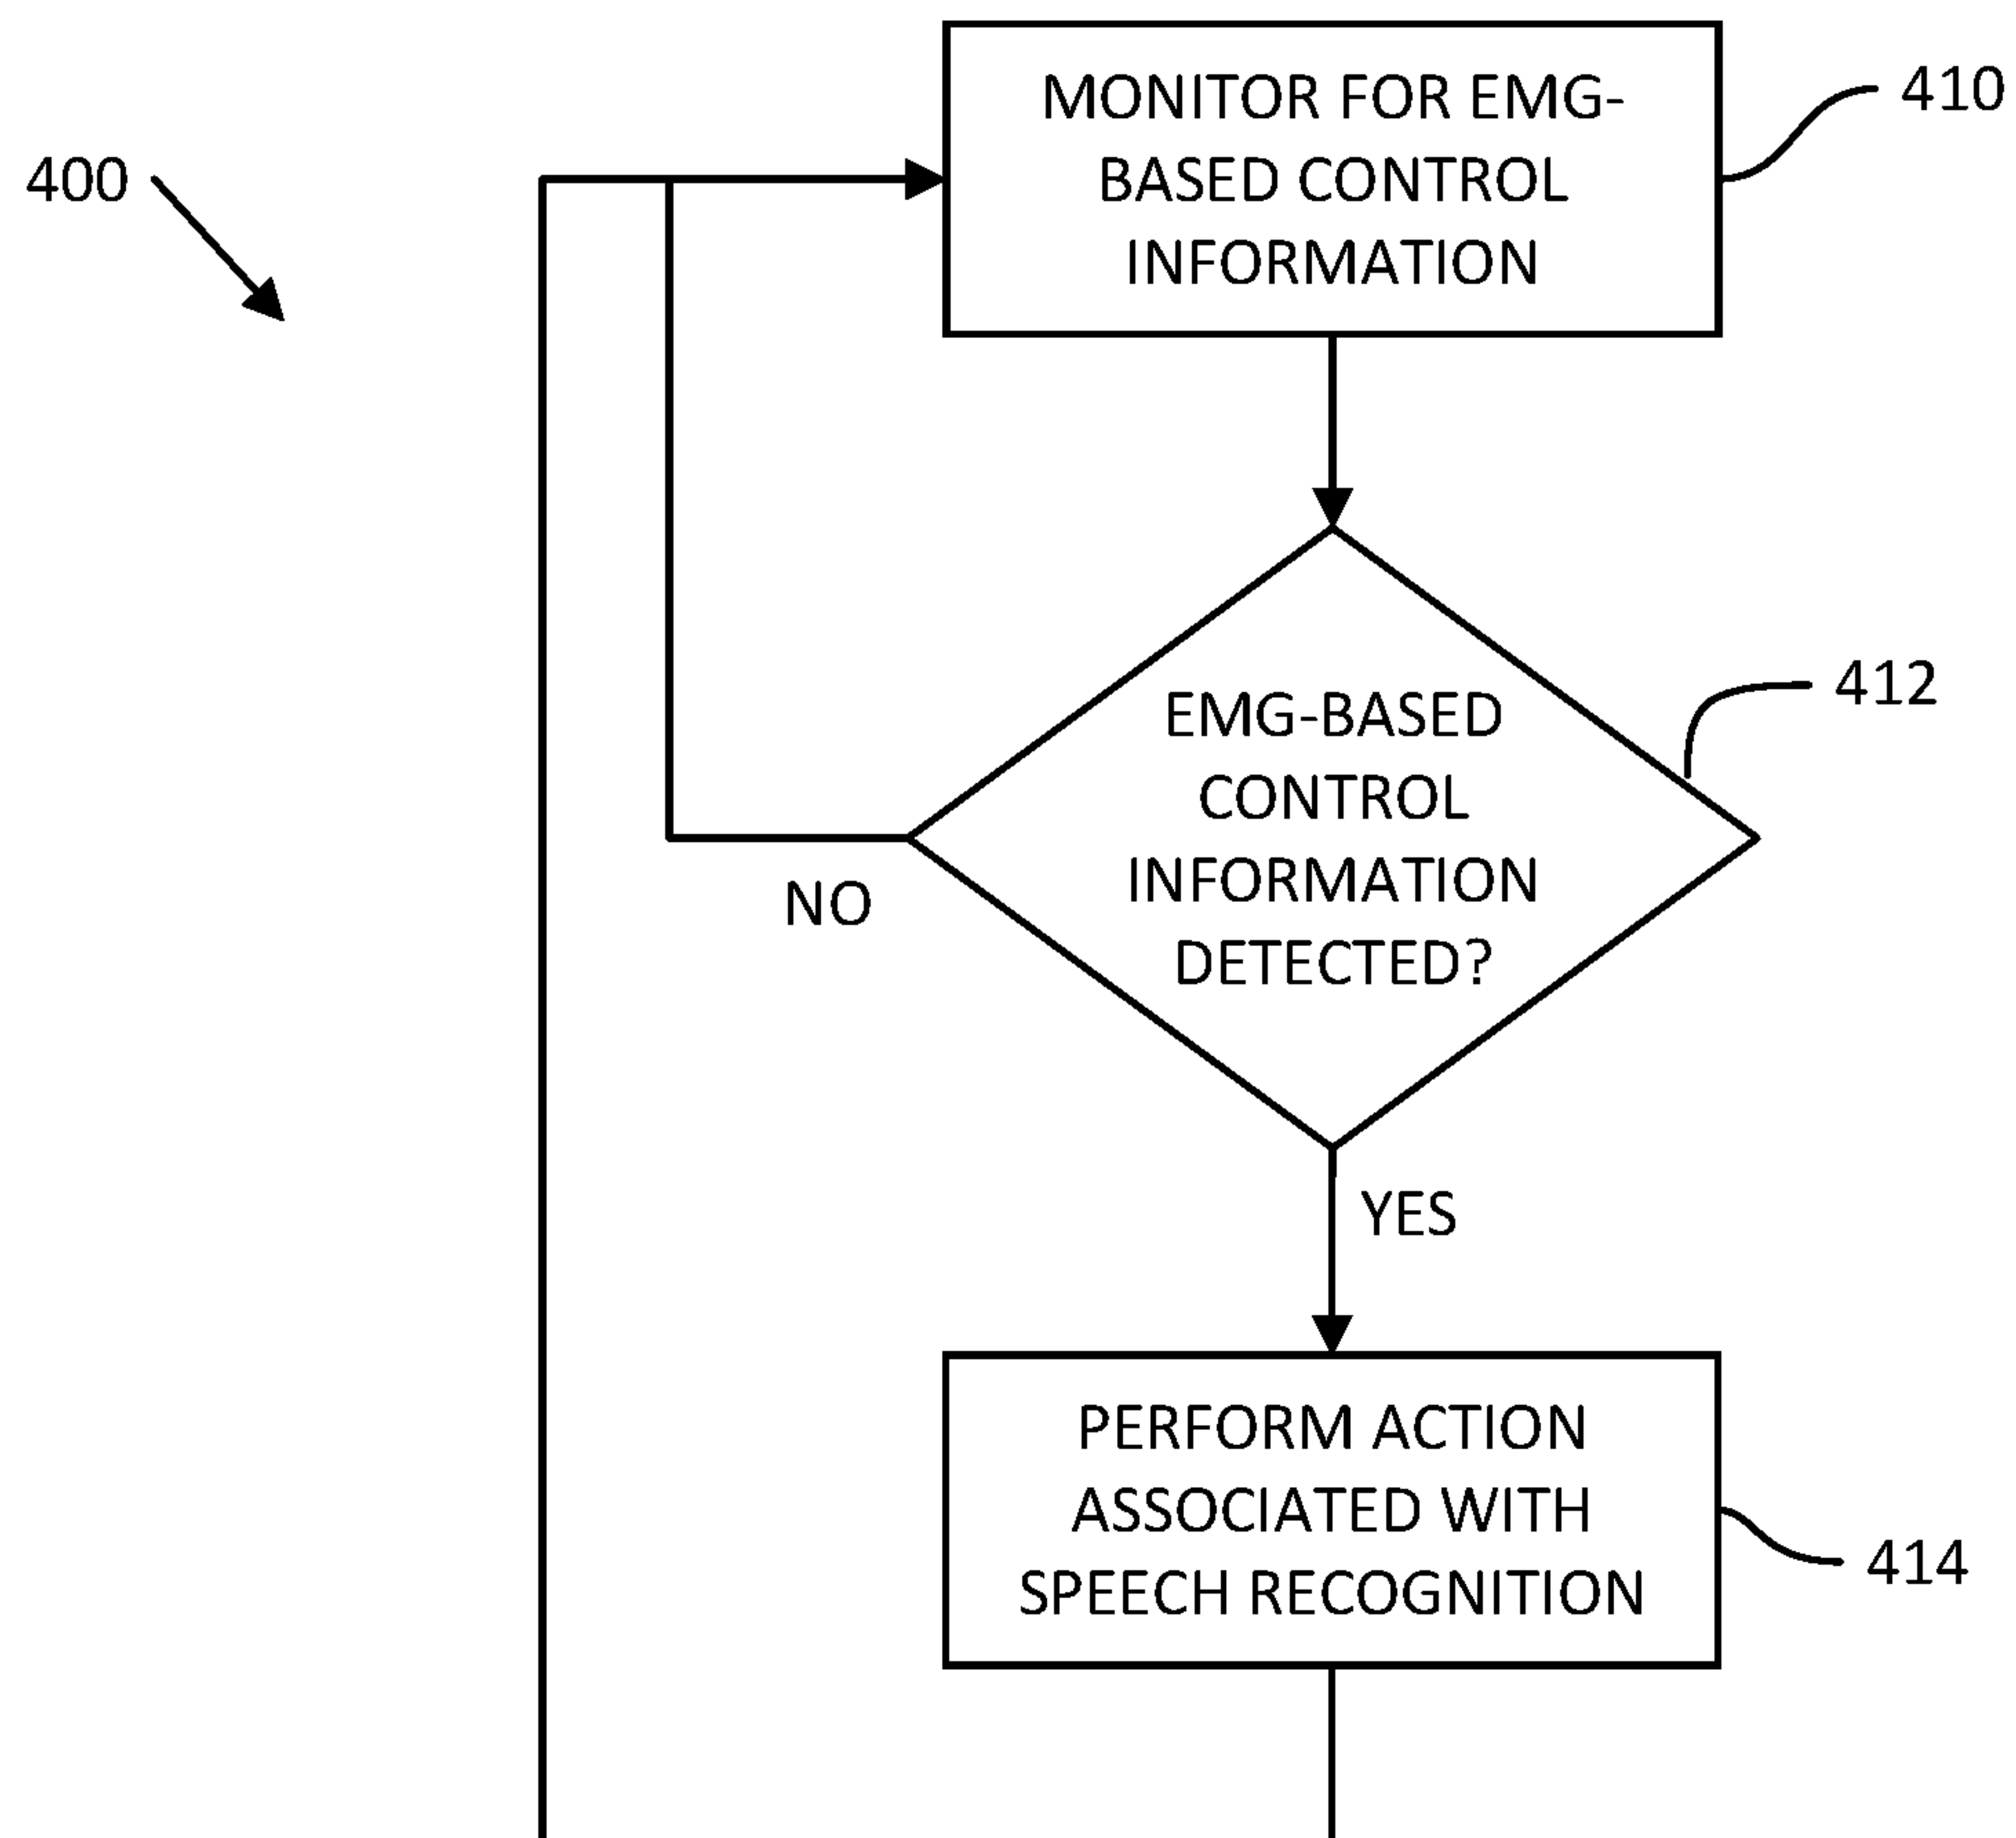 400
MONITOR FOR EMG-
BASED CONTROL
INFORMATION
410
EMG-BASED
CONTROL
INFORMATION
DETECTED?
412
NO
YES
PERFORM ACTION
ASSOCIATED WITH
SPEECH RECOGNITION
414